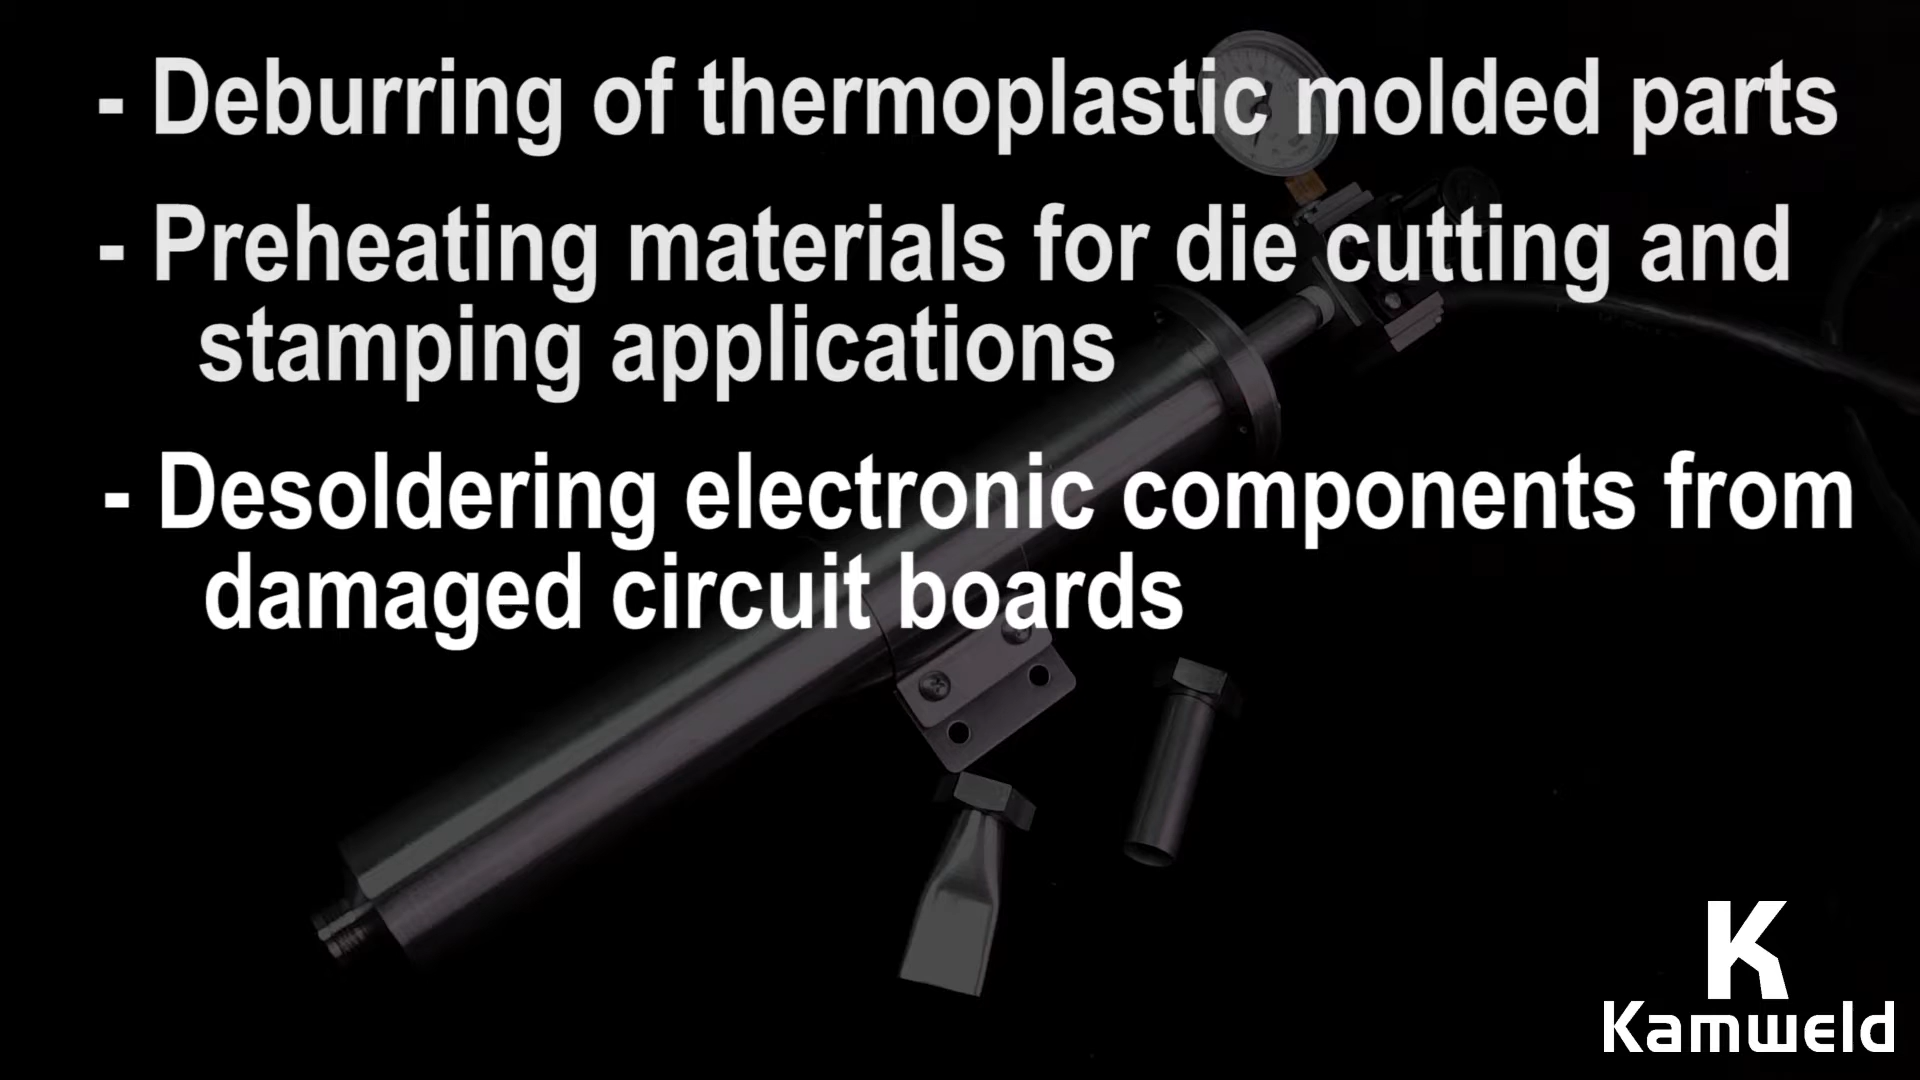 - Deburring of thermoplastic molded parts
- Preheating materials for die cutting and
stamping applications
- Desoldering electronic components from
damaged circuit boards
K
Kamweld